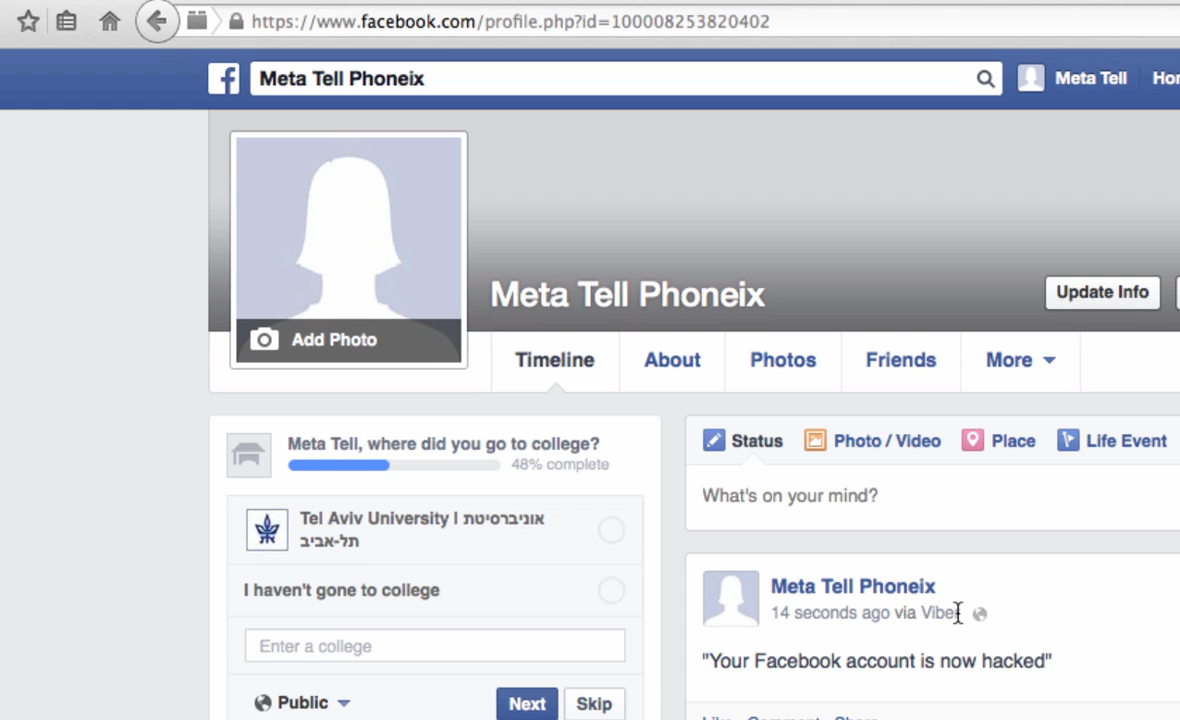 https://www.facebook.com/profile.php?id=100008253820402
Meta Tell Phoneix
Meta Tell
Add Photo
Meta Tell Phoneix
Update Info
Timeline
About
Photos
Friends
More
Meta Tell, where did you go to college?
48% complete
Tel Aviv University | אוניברסיטת
תל-אביב
I haven't gone to college
Enter a college
Public
Next
Skip
Status
Photo / Video
Place
Life Event
What's on your mind?
Meta Tell Phoneix
14 seconds ago via Viber
"Your Facebook account is now hacked"